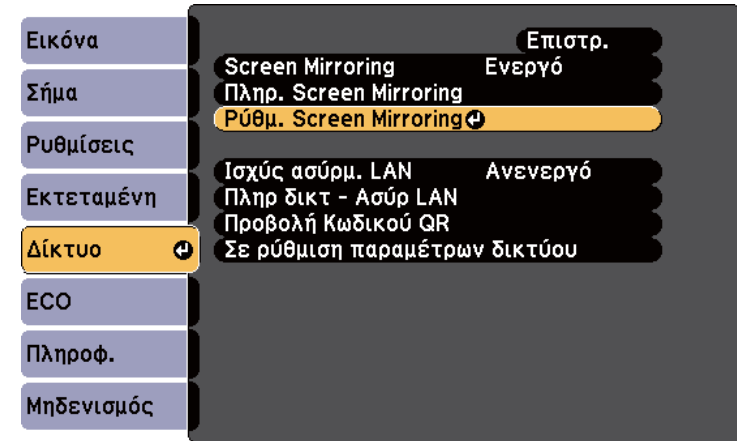 Εικόνα
Σήμα
Ρυθμίσεις
Εκτεταμένη
Δίκτυο
ECO
Πληροφ.
Μηδενισμός
Επιστρ.
Screen Mirroring Ενεργό
Πληρ. Screen Mirroring
Ρύθμ. Screen Mirroring
Ισχύς ασύρμ. LAN Ανενεργό
Πληρ δικτ - Ασύρ LAN
Προβολή Κωδικού QR
Σε ρύθμιση παραμέτρων δικτύου